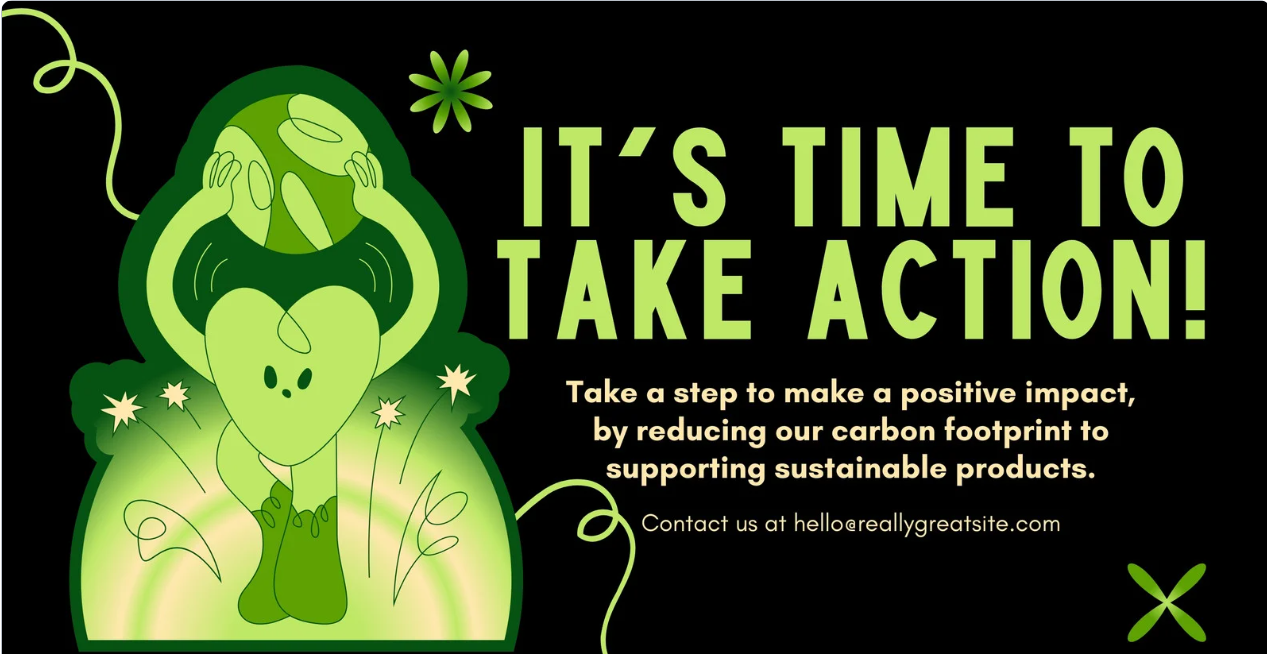 IT'S TIME TO
TAKE ACTION!
Take a step to make a positive impact,
by reducing our carbon footprint to
supporting sustainable products.
Contact us at hello@reallygreatsite.com